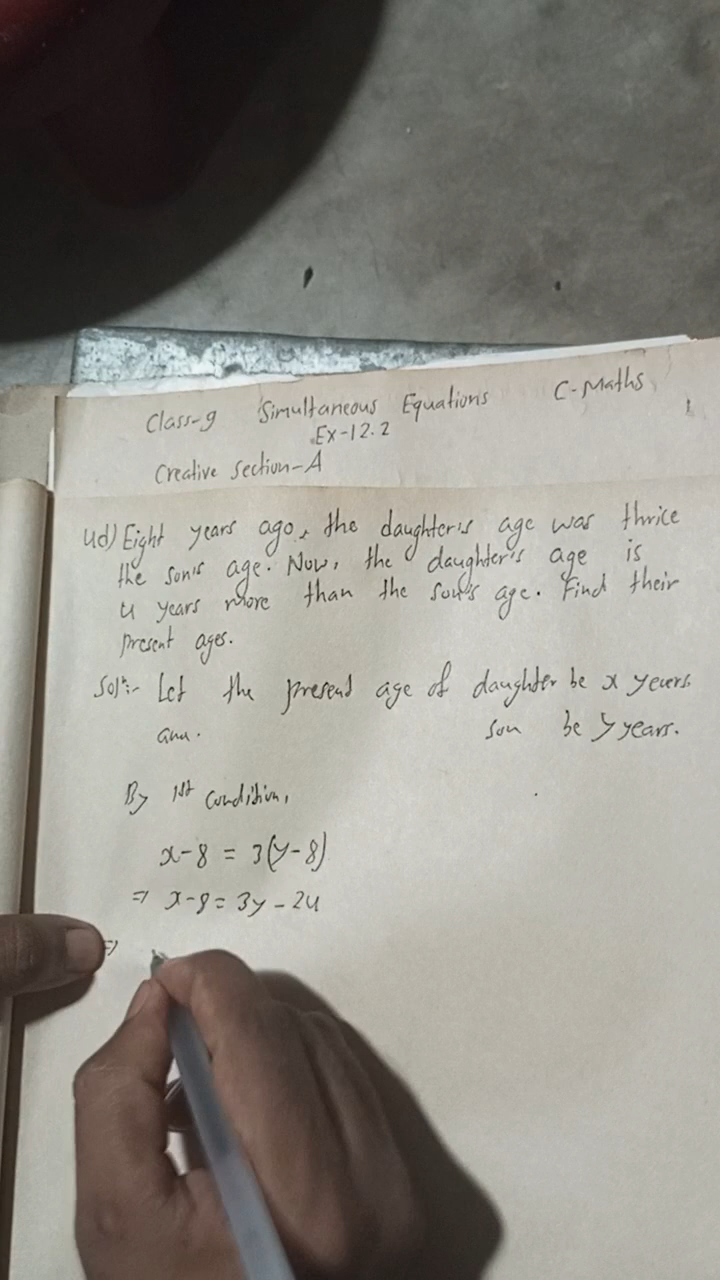 Class-9 Simultaneous Equations C-Maths
Ex-12.2
Creative Section-A
4d) Eight years ago, the daughter's age was thrice
the son's age. Now, the daughter's age is
4 years more than the son's age. Find their
present ages.
Solⁿ:- Let the present age of daughter be x years
son be y years.
By 1st condition,
x-8 = 3(y-8)
⇒ x-8 = 3y - 24
⇒